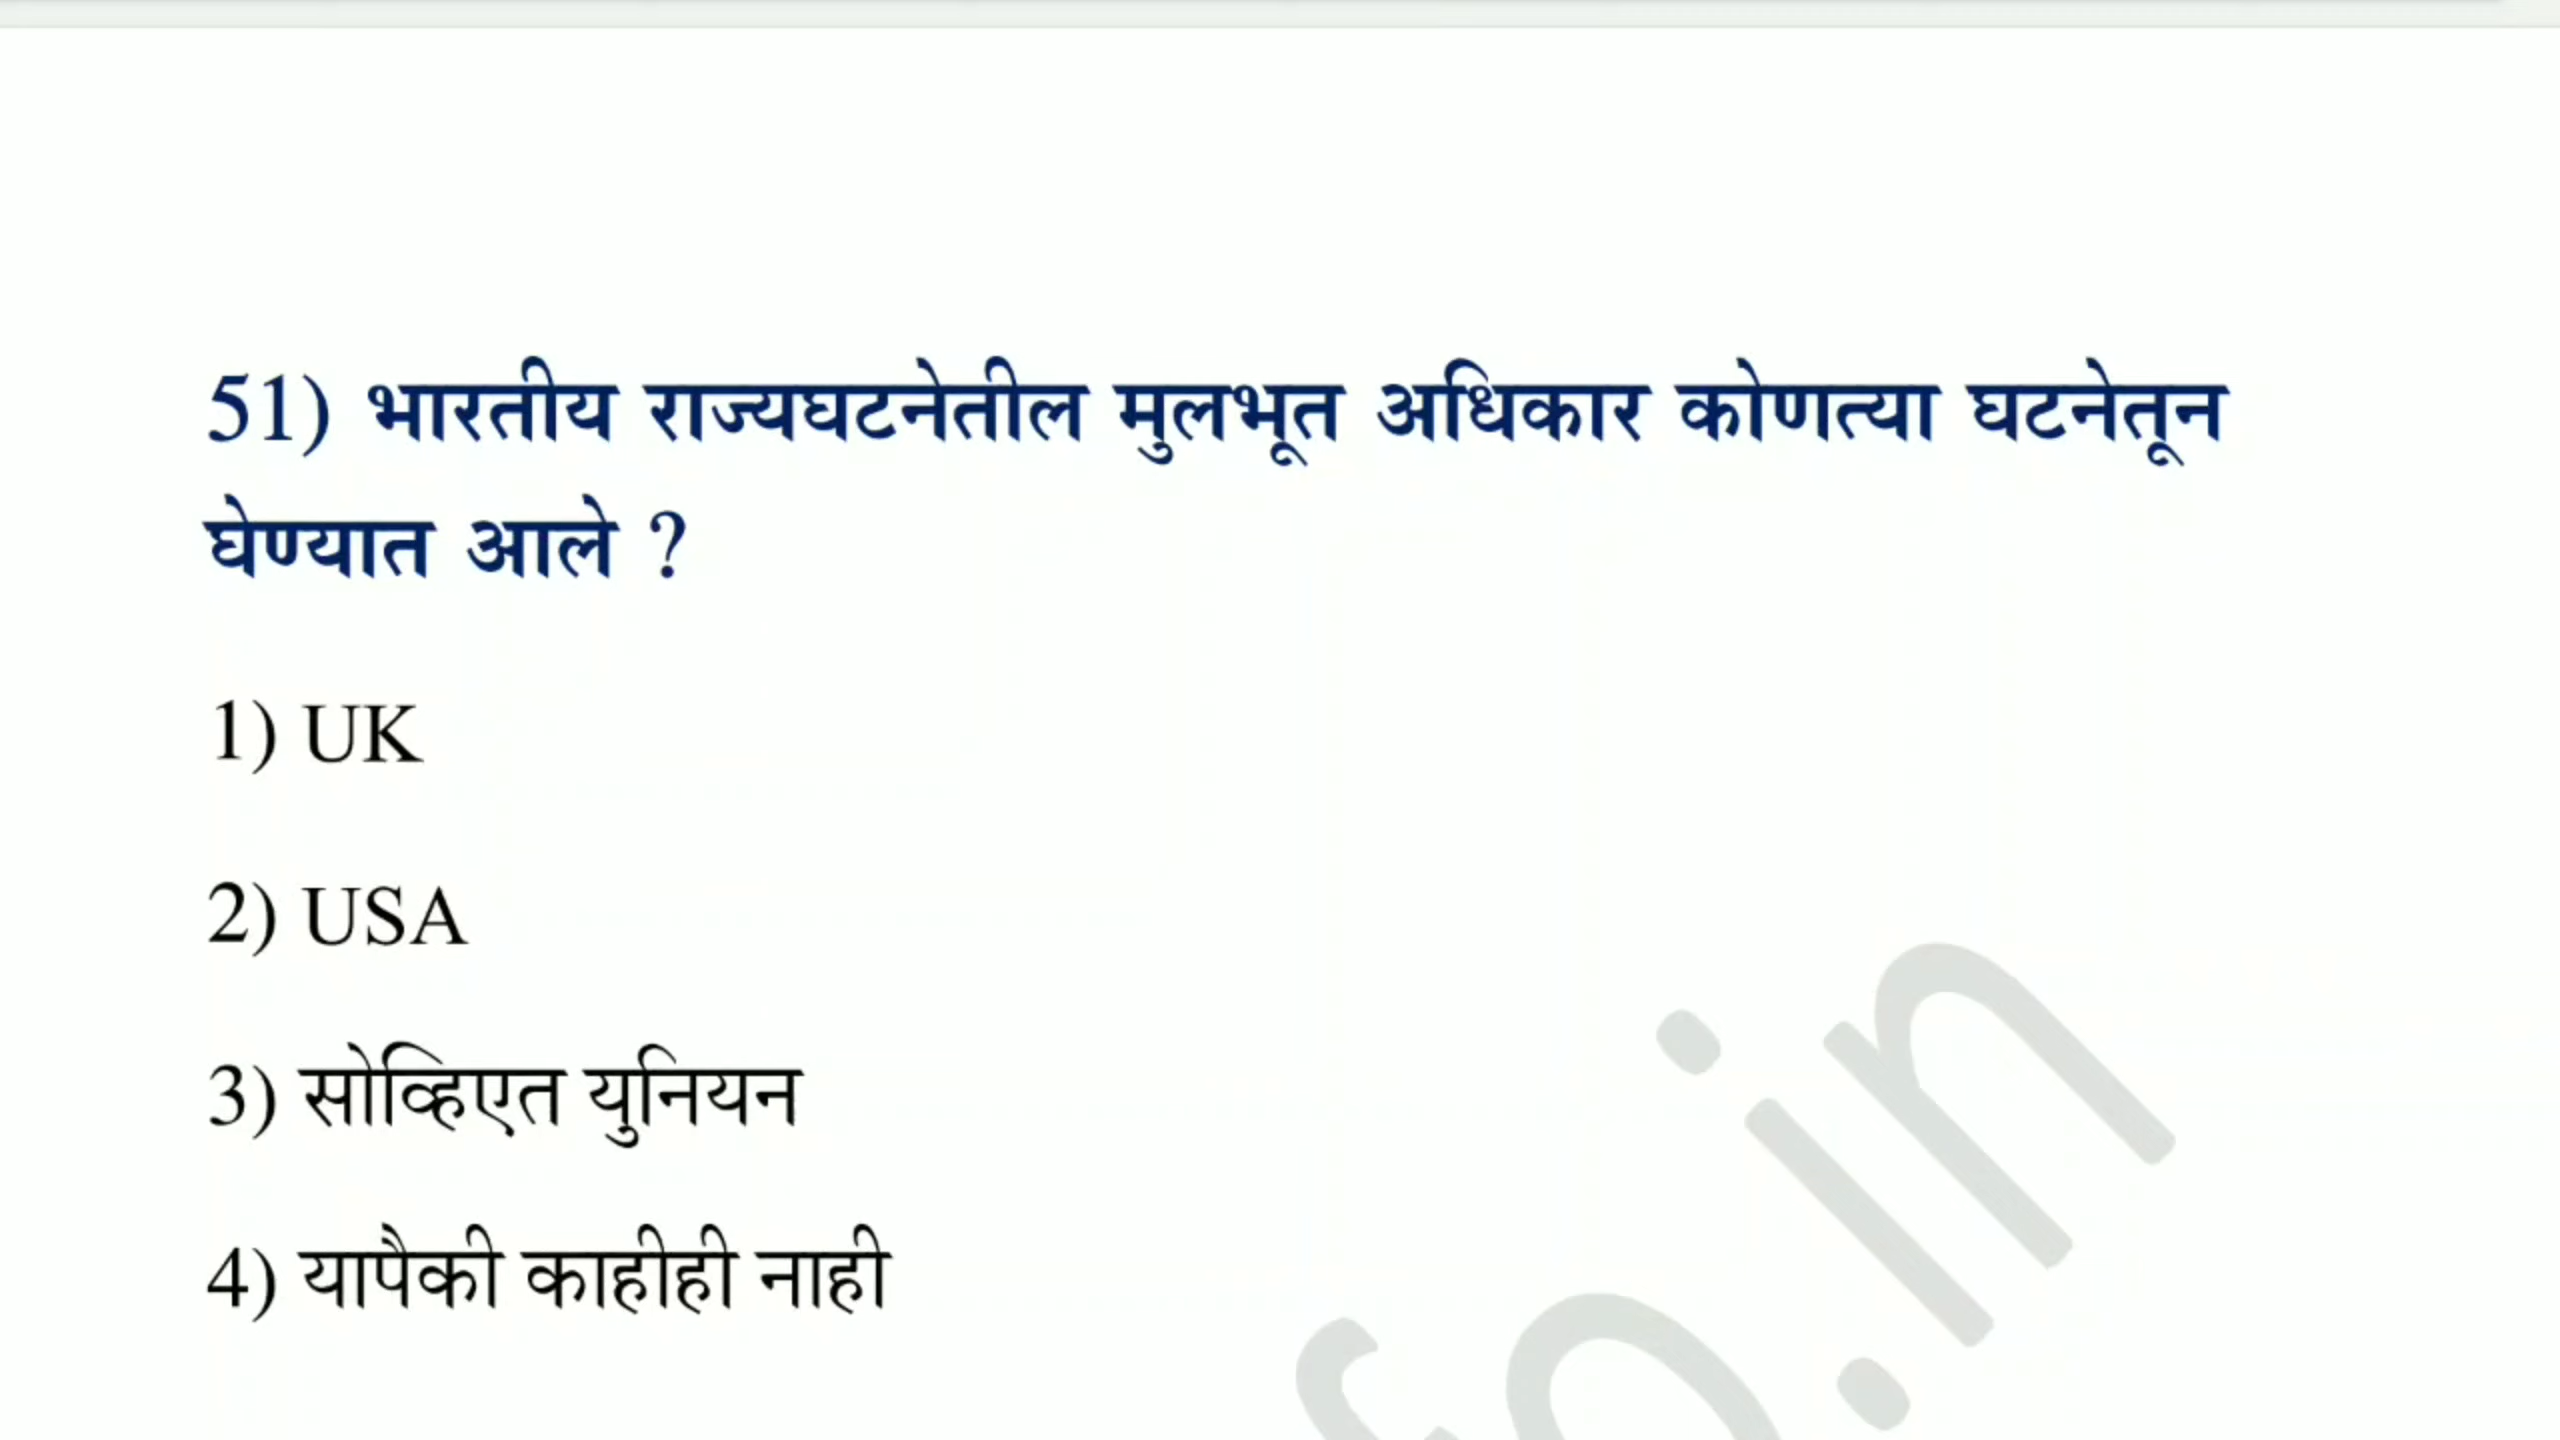 51) भारतीय राज्यघटनेतील मुलभूत अधिकार कोणत्या घटनेतून
घेण्यात आले ?
1) UK
2) USA
3) सोव्हिएत युनियन
4) यापैकी काहीही नाही